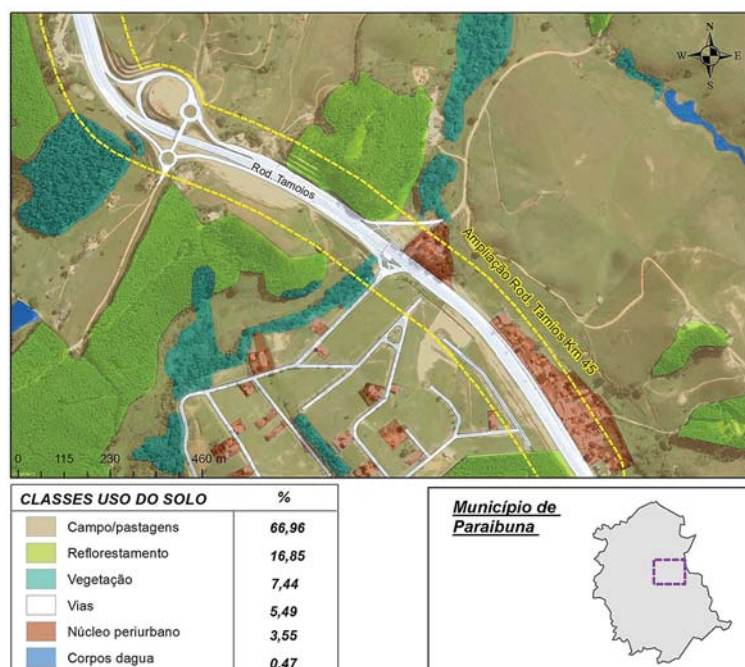 N
W E
S
Rod. Tamoios
Ampliação Rod. Tamios Km 45
0 115 230 460 m
CLASSES USO DO SOLO %
Campo/pastagens 66,96
Reflorestamento 16,85
Vegetação 7,44
Vias 5,49
Núcleo periurbano 3,55
Corpos dagua 0,47
Município de
Paraibuna